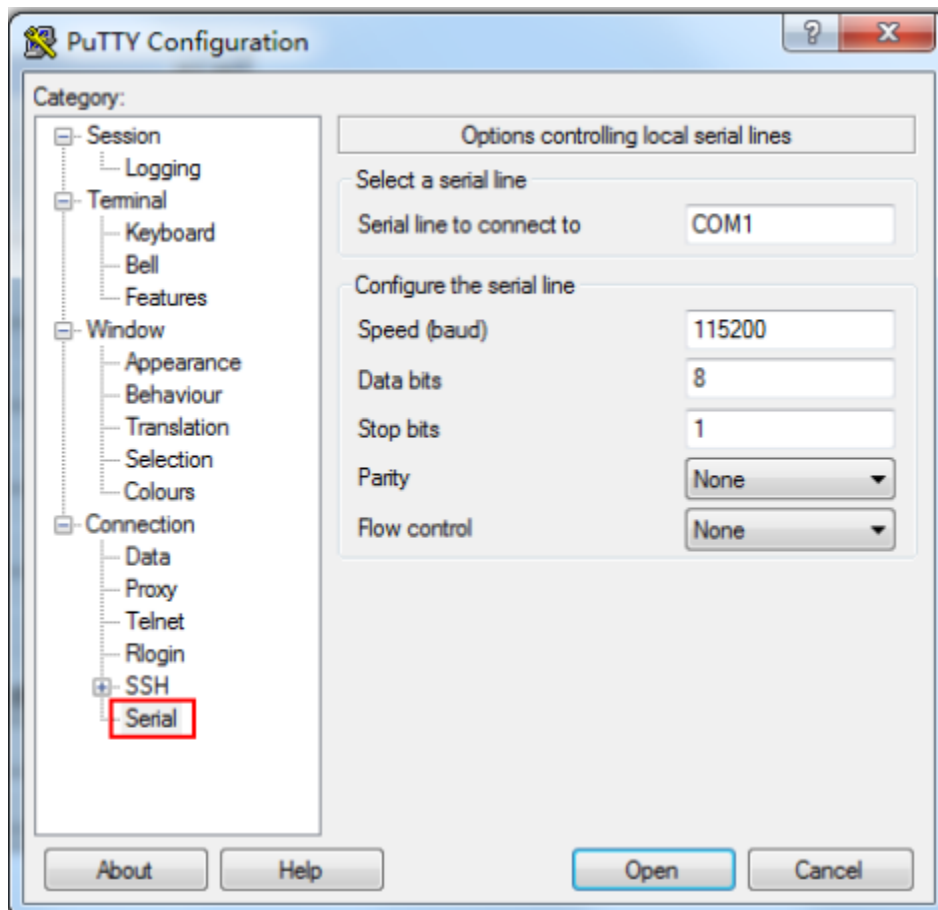 PuTTY Configuration
Category:
Session
Logging
Terminal
Keyboard
Bell
Features
Window
Appearance
Behaviour
Translation
Selection
Colours
Connection
Data
Proxy
Telnet
Rlogin
SSH
Serial
Options controlling local serial lines
Select a serial line
Serial line to connect to COM1
Configure the serial line
Speed (baud) 115200
Data bits 8
Stop bits 1
Parity None
Flow control None
About Help Open Cancel